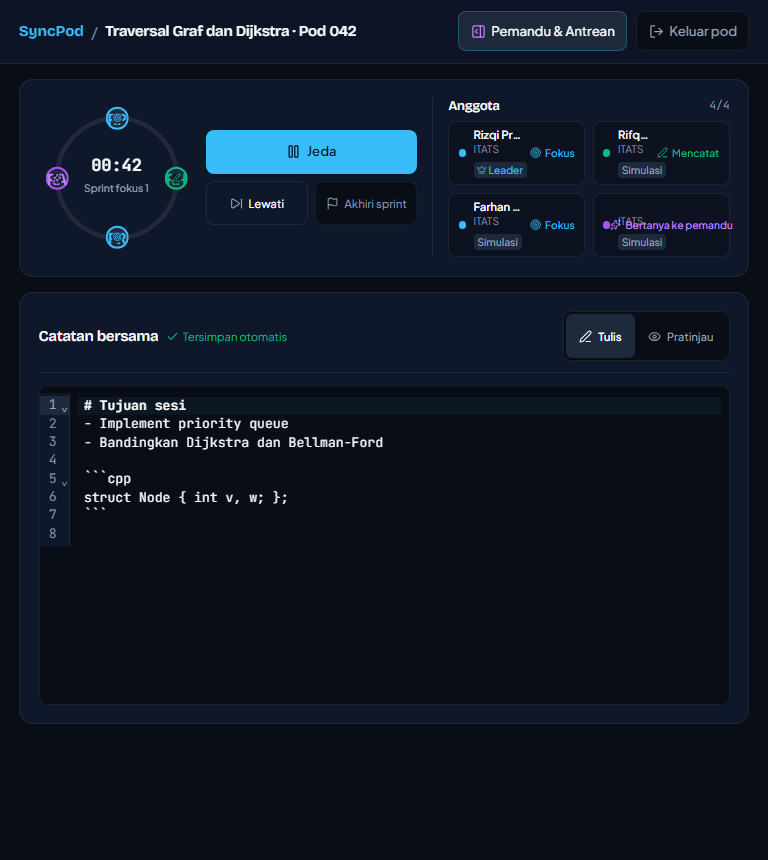 SyncPod / Traversal Graf dan Dijkstra · Pod 042
Pemandu & Antrean
Keluar pod
00:42
Sprint fokus 1
Jeda
Lewati
Akhiri sprint
Anggota
4/4
Rizqi Pr…
ITATS
Leader
Fokus
Rifq…
ITATS
Simulasi
Mencatat
Farhan …
ITATS
Simulasi
Fokus
ITATS
Bertanya ke pemandu
Simulasi
Catatan bersama
Tersimpan otomatis
Tulis
Pratinjau
1 # Tujuan sesi
2 - Implement priority queue
3 - Bandingkan Dijkstra dan Bellman-Ford
4
5 ```cpp
6 struct Node { int v, w; };
7 ```
8